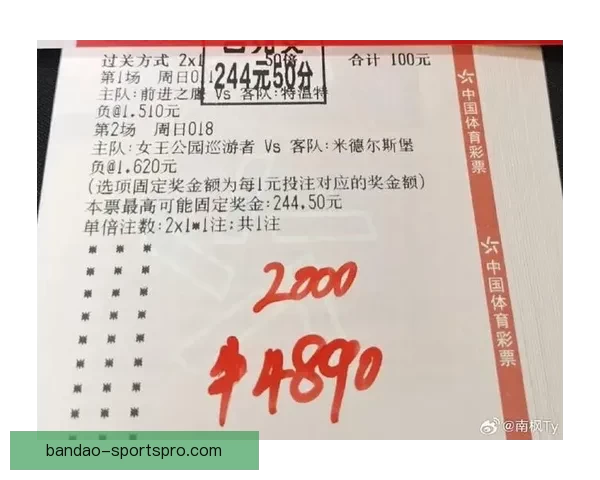 过关方式 2x1 50倍 合计 100元
244元50分
第1场 周日01
主队:前进之鹰 Vs 客队:特温特
负@1.510元
第2场 周日018
主队:女王公园巡游者 Vs 客队:米德尔斯堡
负@1.620元
(选项固定奖金额为每1元投注对应的奖金额)
本票最高可能固定奖金:244.50元
单倍注数:2x1*1注:共1注
2000
¥4890
中国体育彩票
中国体育彩票
@南枫Ty
bandao-sportspro.com